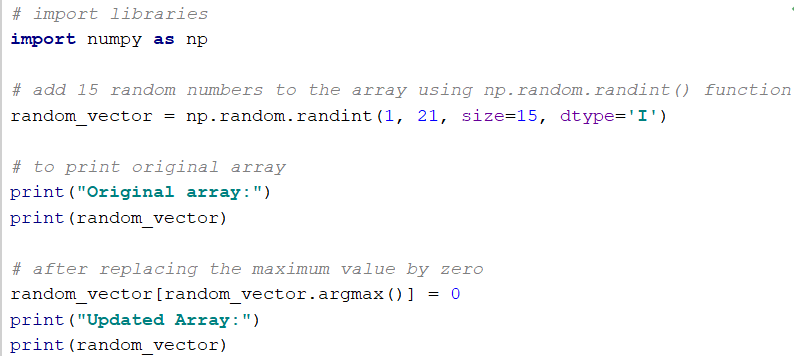 # import libraries
import numpy as np
# add 15 random numbers to the array using np.random.randint() function
random_vector = np.random.randint(1, 21, size=15, dtype='I')
# to print original array
print("Original array:")
print(random_vector)
# after replacing the maximum value by zero
random_vector[random_vector.argmax()] = 0
print("Updated Array:")
print(random_vector)